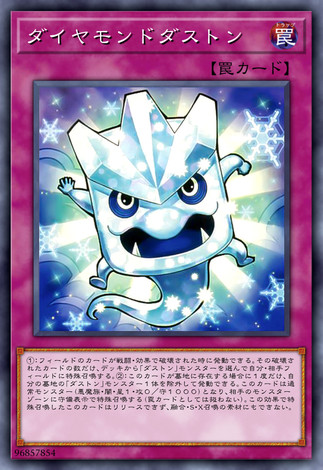 ダイヤモンドダストン
トラップ
罠
【罠カード】
①：フィールドのカードが戦闘・効果で破壊された時に発動できる。その破壊
されたカードの数だけ、デッキから「ダストン」モンスターを選んで自分・相手フ
ィールドに特殊召喚する。②：このカードが墓地に存在する場合に１度だけ、自
分の墓地の「ダストン」モンスター１体を除外して発動できる。このカードは通
常モンスター（悪魔族・闇・星１・攻０／守１０００）となり、相手のモンスター
ゾーンに守備表示で特殊召喚する（罠カードとしては扱わない）。この効果で特
殊召喚したこのカードはリリースできず、融合・Ｓ・Ｘ召喚の素材にもできない。
96857854